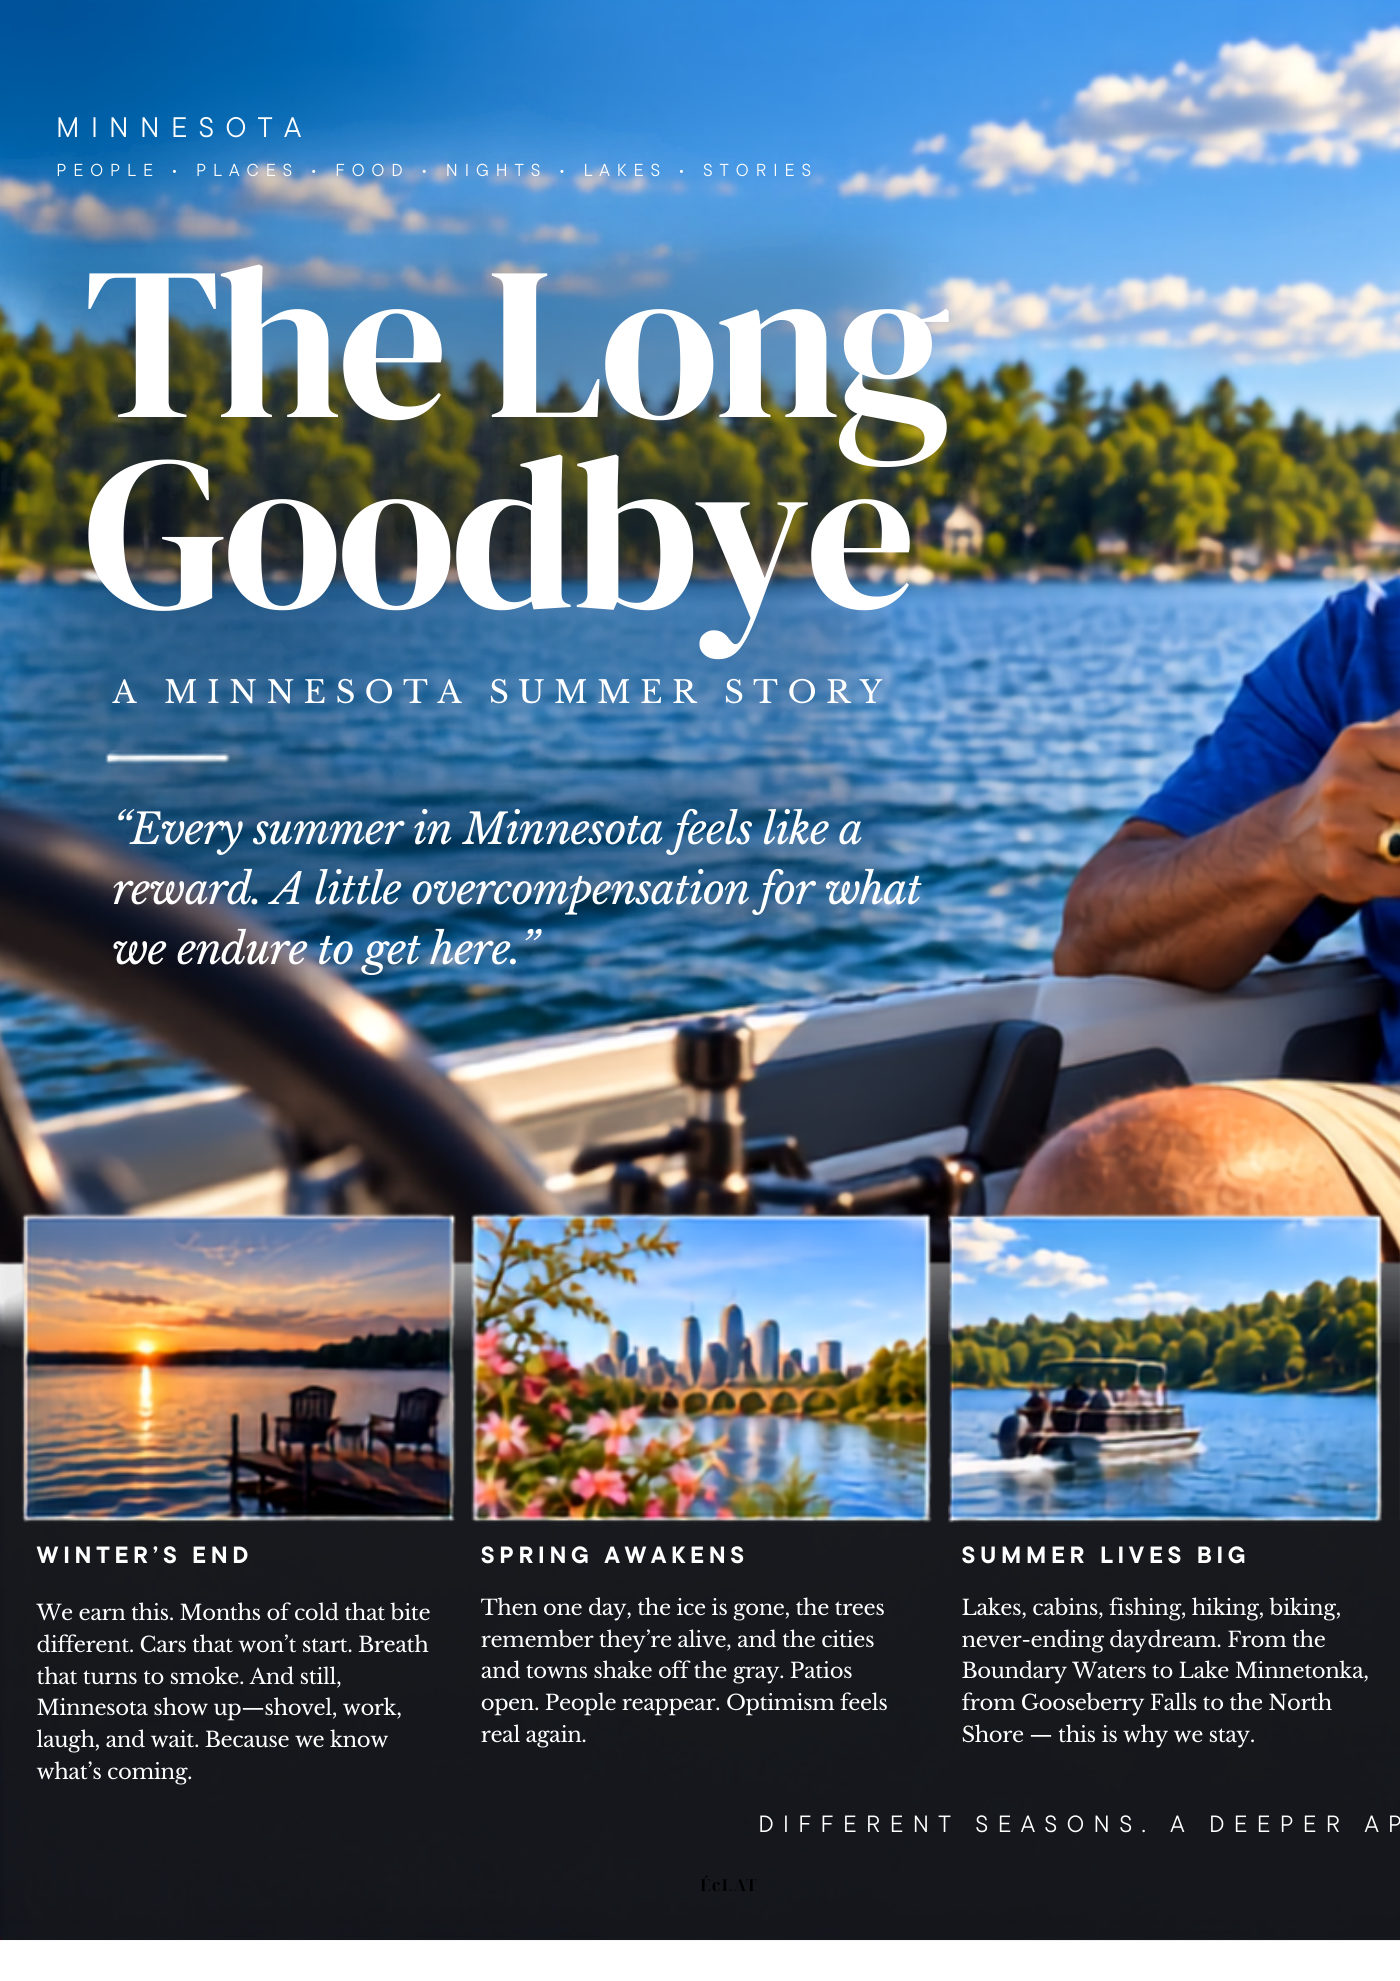 MINNESOTA
PEOPLE • PLACES • FOOD • NIGHTS • LAKES • STORIES
The Long
Goodbye
A MINNESOTA SUMMER STORY
“Every summer in Minnesota feels like a
reward. A little overcompensation for what
we endure to get here.”
WINTER’S END
We earn this. Months of cold that bite
different. Cars that won’t start. Breath
that turns to smoke. And still,
Minnesota show up—shovel, work,
laugh, and wait. Because we know
what’s coming.
SPRING AWAKENS
Then one day, the ice is gone, the trees
remember they’re alive, and the cities
and towns shake off the gray. Patios
open. People reappear. Optimism feels
real again.
SUMMER LIVES BIG
Lakes, cabins, fishing, hiking, biking,
never-ending daydream. From the
Boundary Waters to Lake Minnetonka,
from Gooseberry Falls to the North
Shore — this is why we stay.
DIFFERENT SEASONS. A DEEPER AP
ÉcLAT